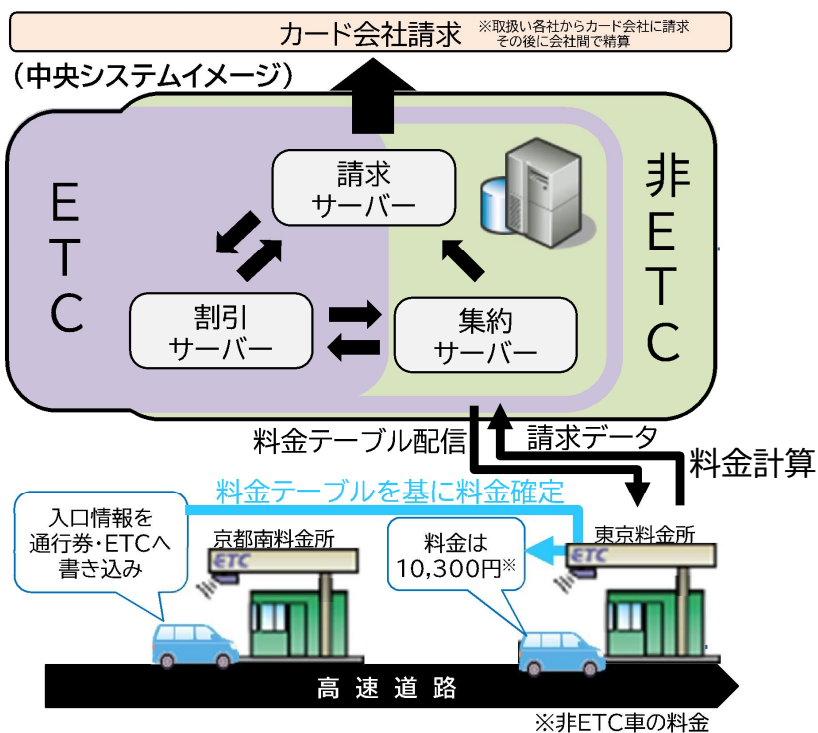 カード会社請求
※取扱い各社からカード会社に請求
その後に会社間で精算
（中央システムイメージ）
ETC
非ETC
請求
サーバー
割引
サーバー
集約
サーバー
料金テーブル配信
請求データ
料金計算
料金テーブルを基に料金確定
入口情報を
通行券・ETCへ
書き込み
京都南料金所
ETC
料金は
10,300円※
東京料金所
ETC
高速道路
※非ETC車の料金